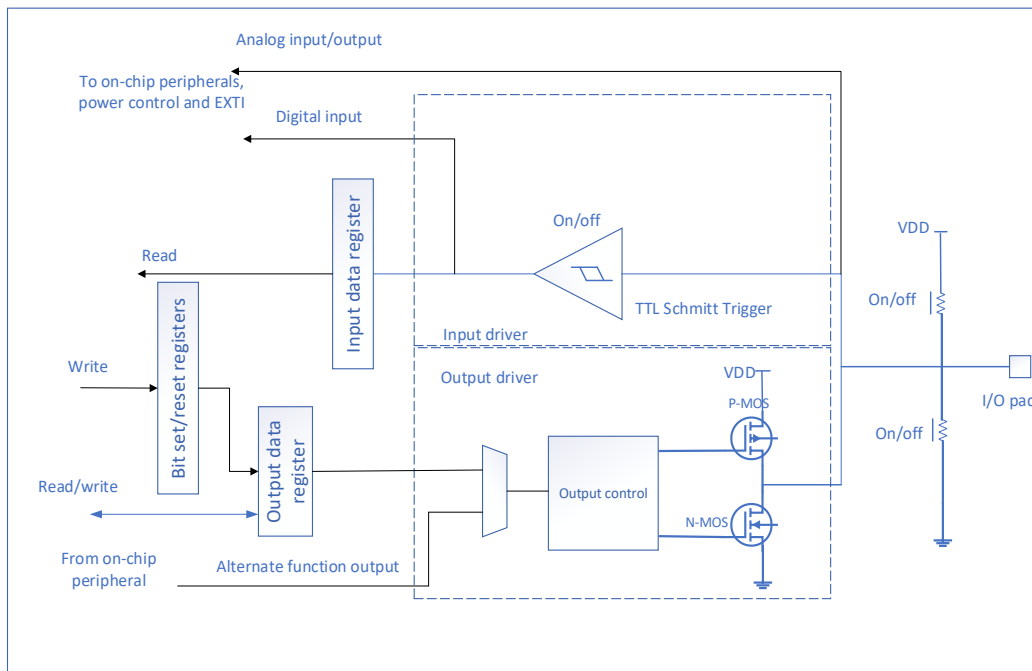 Analog input/output
To on-chip peripherals,
power control and EXTI
Digital input
On/off
Input data register
Read
TTL Schmitt Trigger
VDD
On/off
Input driver
Bit set/reset registers
Write
Output driver
VDD
P-MOS
I/O pad
On/off
Output data
register
Read/write
Output control
N-MOS
From on-chip
peripheral
Alternate function output